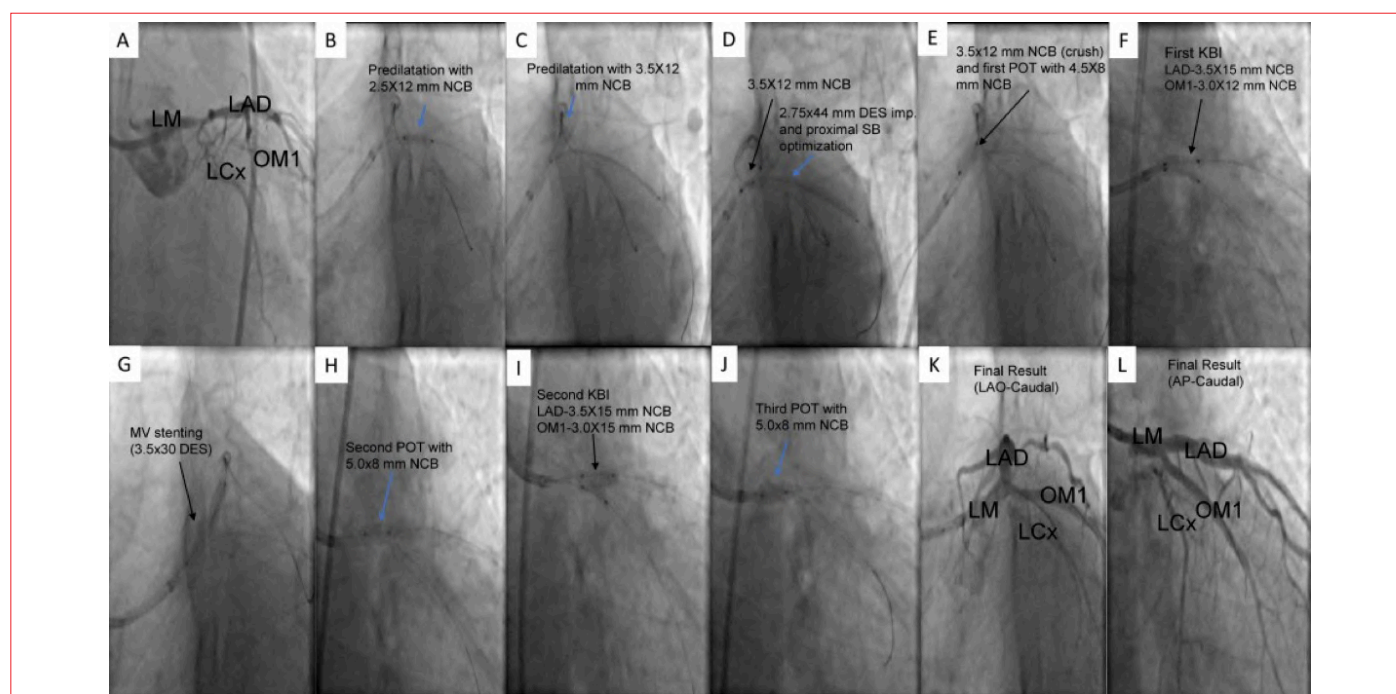 A
LM
LAD
LCx
OM1
B
Predilatation with
2.5X12 mm NCB
C
Predilatation with 3.5X12
mm NCB
D
3.5X12 mm NCB
2.75x44 mm DES imp.
and proximal SB
optimization
E
3.5x12 mm NCB (crush)
and first POT with 4.5X8
mm NCB
F
First KBI
LAD-3.5X15 mm NCB
OM1-3.0X12 mm NCB
G
MV stenting
(3.5x30 DES)
H
Second POT with
5.0x8 mm NCB
I
Second KBI
LAD-3.5X15 mm NCB
OM1-3.0X15 mm NCB
J
Third POT with
5.0x8 mm NCB
K
Final Result
(LAO-Caudal)
LAD
LM
OM1
LCx
L
Final Result
(AP-Caudal)
LM
LAD
LCx
OM1